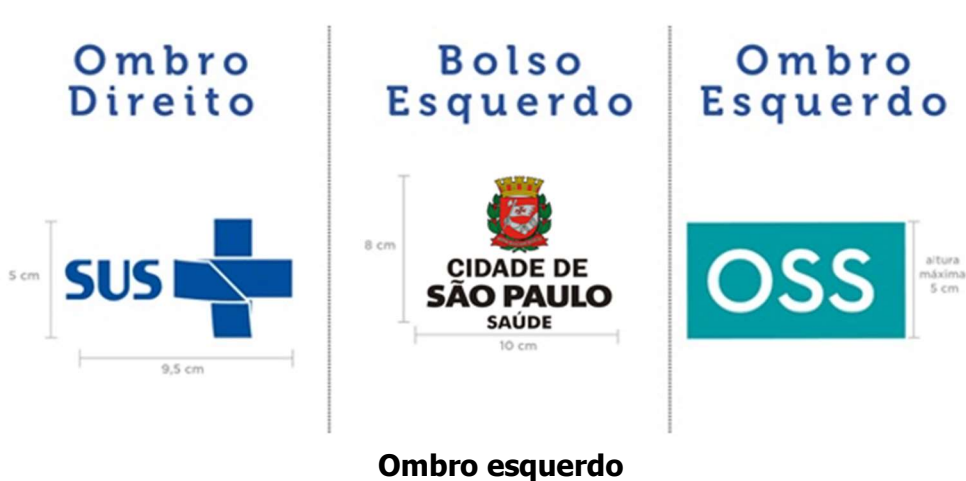 Ombro
Direito
5 cm
SUS
9,5 cm
Bolso
Esquerdo
8 cm
CIDADE DE
SÃO PAULO
SAÚDE
10 cm
Ombro
Esquerdo
OSS
altura
máxima
5 cm
Ombro esquerdo